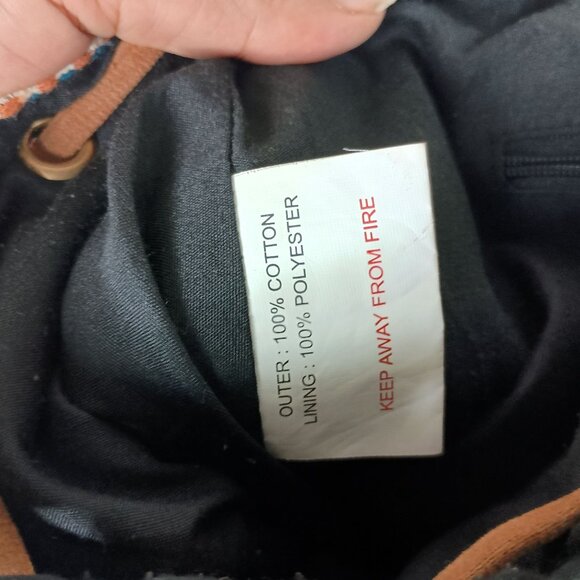 OUTER : 100% COTTON
LINING : 100% POLYESTER
KEEP AWAY FROM FIRE